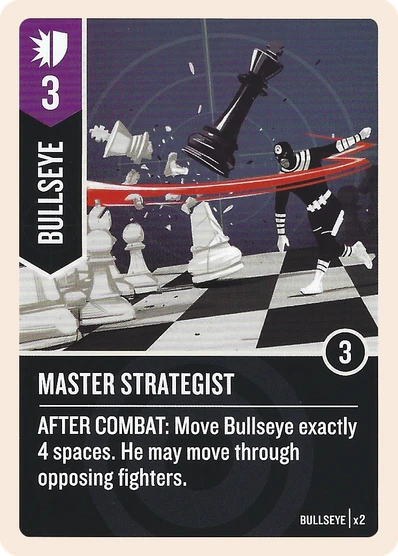 3
BULLSEYE
3
MASTER STRATEGIST
AFTER COMBAT: Move Bullseye exactly
4 spaces. He may move through
opposing fighters.
BULLSEYE | x2